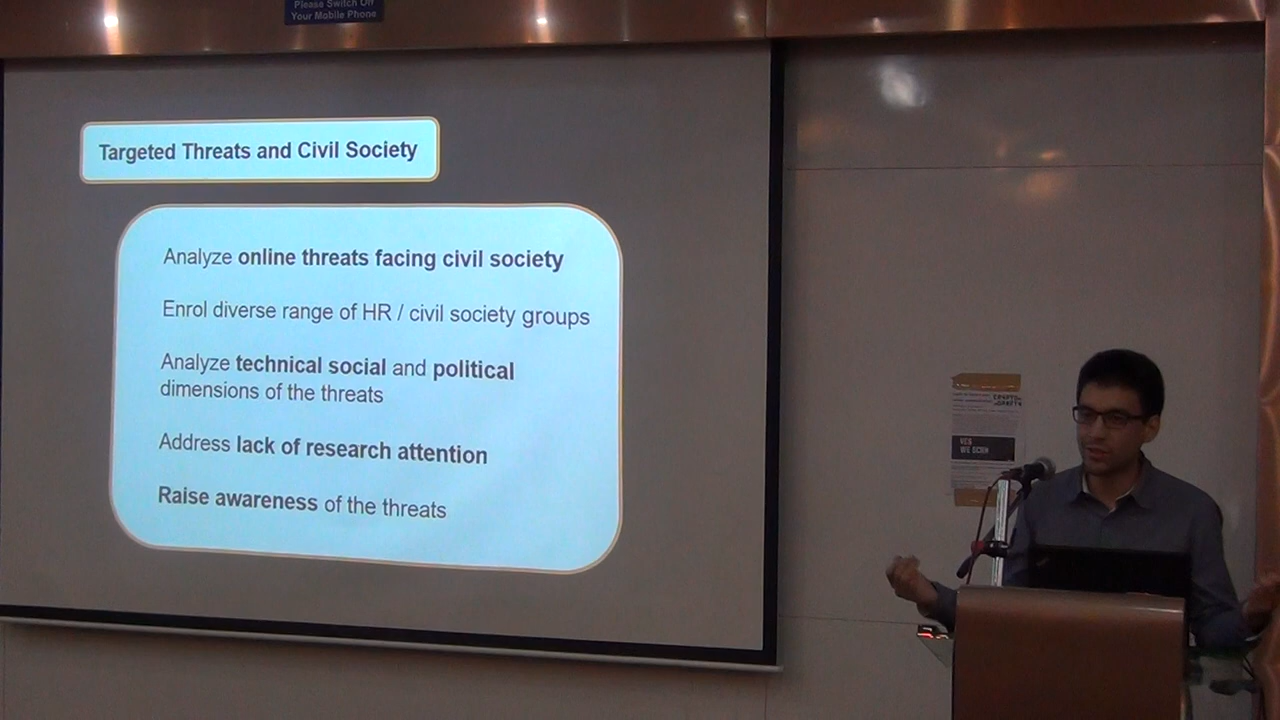 Please Switch Off
Your Mobile Phone
Targeted Threats and Civil Society
Analyze online threats facing civil society
Enrol diverse range of HR / civil society groups
Analyze technical social and political
dimensions of the threats
Address lack of research attention
Raise awareness of the threats
YES
WE SCAN